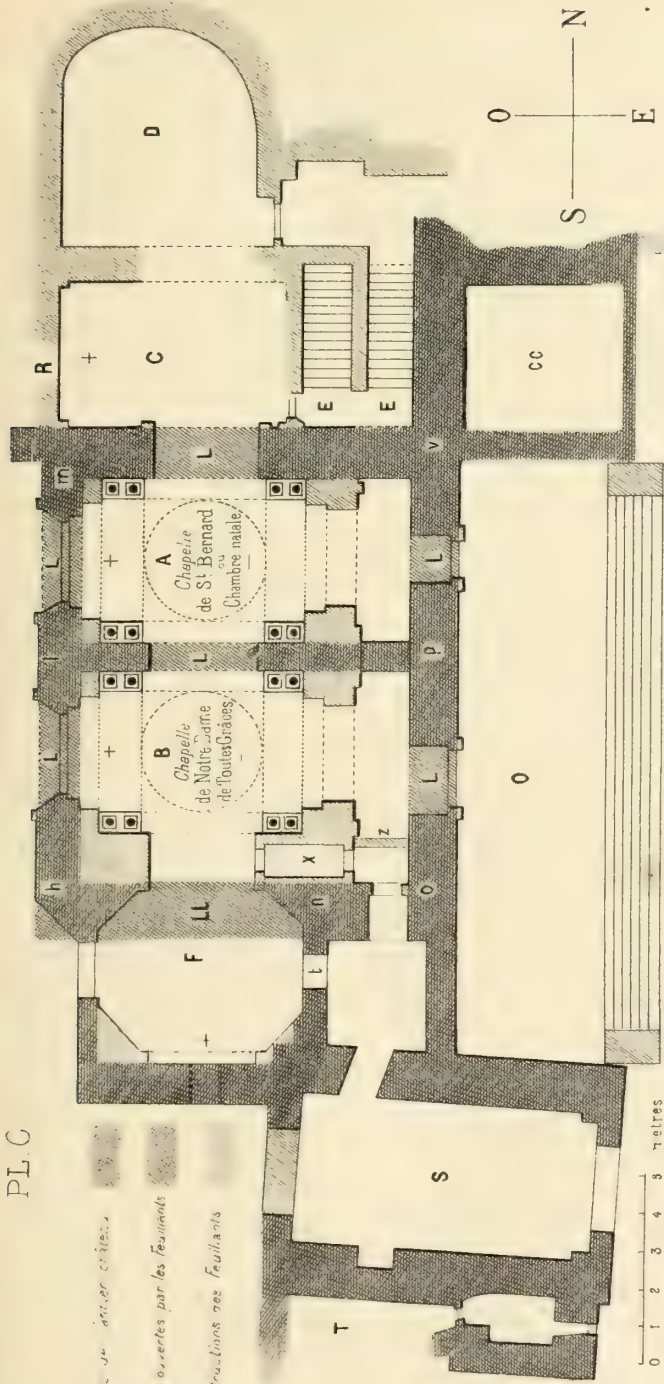 PL. C
ouvertes par les Feuillants
des Feuillants
R
D
C
E
E
L
m
L
l
L
h
A
Chapelle
de St. Bernard
ou
Chambre natale
L
B
Chapelle
de Notre Dame
de Toutes Grâces
LL
F
t
n
X
z
o
L
p
L
v
CC
O
S
T
O
N
S
E
0 1 2 3 4 5 mètres